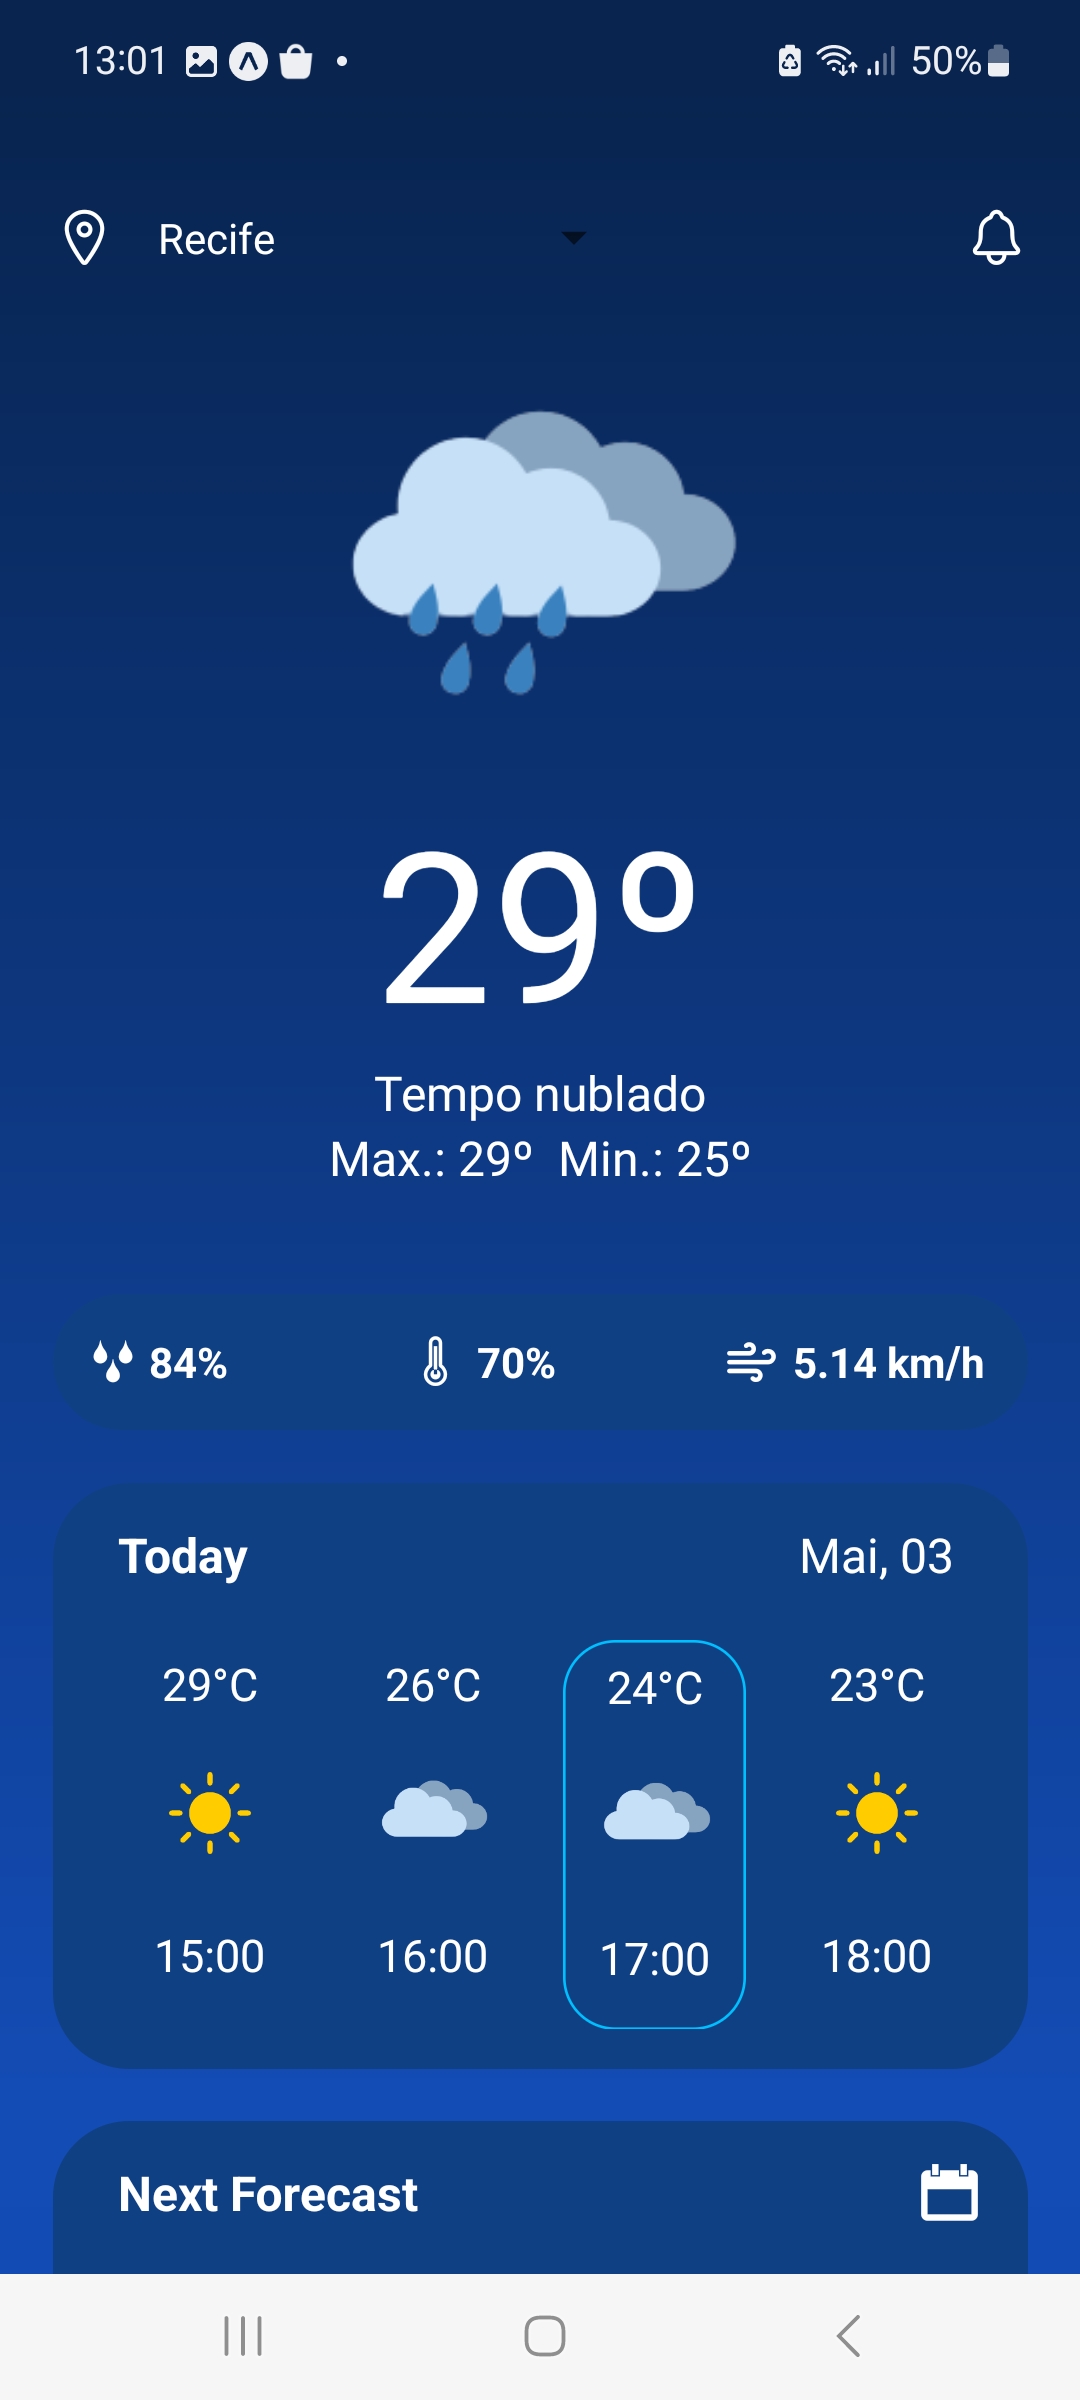 13:01 50%
Recife
29º
Tempo nublado
Max.: 29º Min.: 25º
84% 70% 5.14 km/h
Today Mai, 03
29°C 26°C 24°C 23°C
15:00 16:00 17:00 18:00
Next Forecast